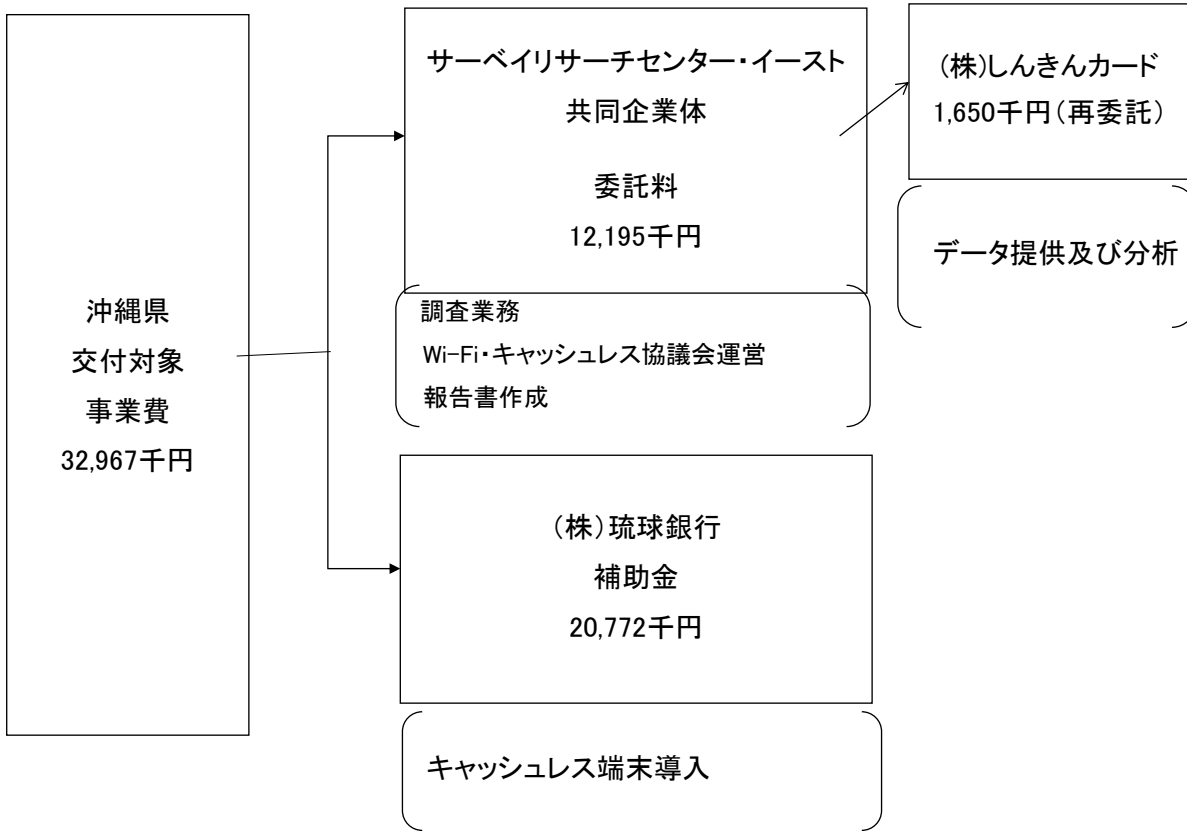 沖縄県
交付対象
事業費
32,967千円
サーベイリサーチセンター・イースト
共同企業体
委託料
12,195千円
調査業務
Wi-Fi・キャッシュレス協議会運営
報告書作成
(株)しんきんカード
1,650千円(再委託)
データ提供及び分析
(株)琉球銀行
補助金
20,772千円
キャッシュレス端末導入